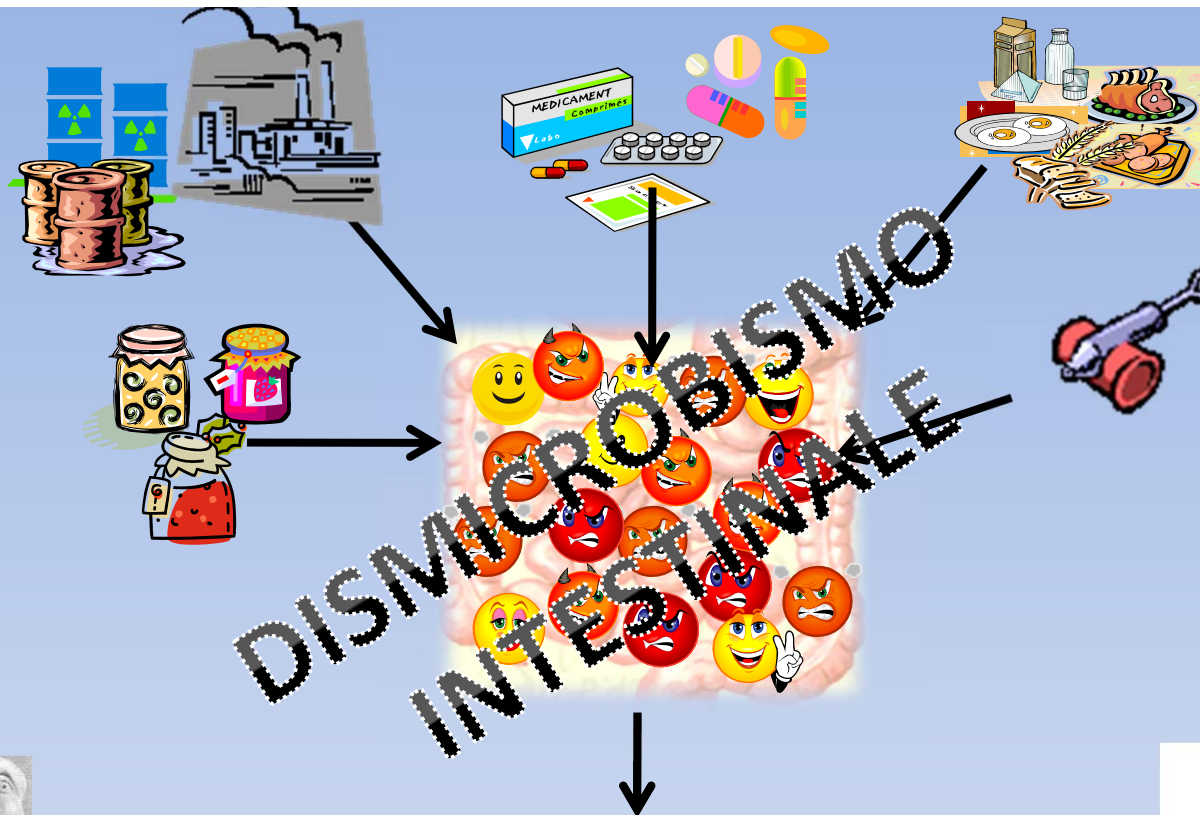 MEDICAMENT
Comprimés
Labo
DISMICROBISMO
INTESTINALE